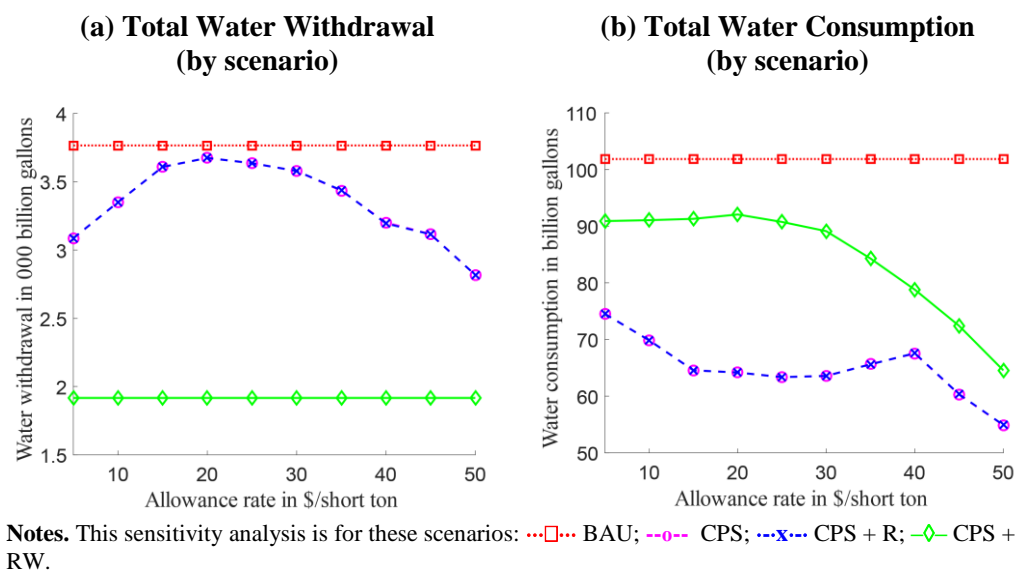 (a) Total Water Withdrawal
(by scenario)
Water withdrawal in 000 billion gallons
4
3.5
3
2.5
2
1.5
10 20 30 40 50
Allowance rate in $/short ton
(b) Total Water Consumption
(by scenario)
Water consumption in billion gallons
110
100
90
80
70
60
50
10 20 30 40 50
Allowance rate in $/short ton
Notes. This sensitivity analysis is for these scenarios: BAU; CPS; CPS + R; CPS +
RW.